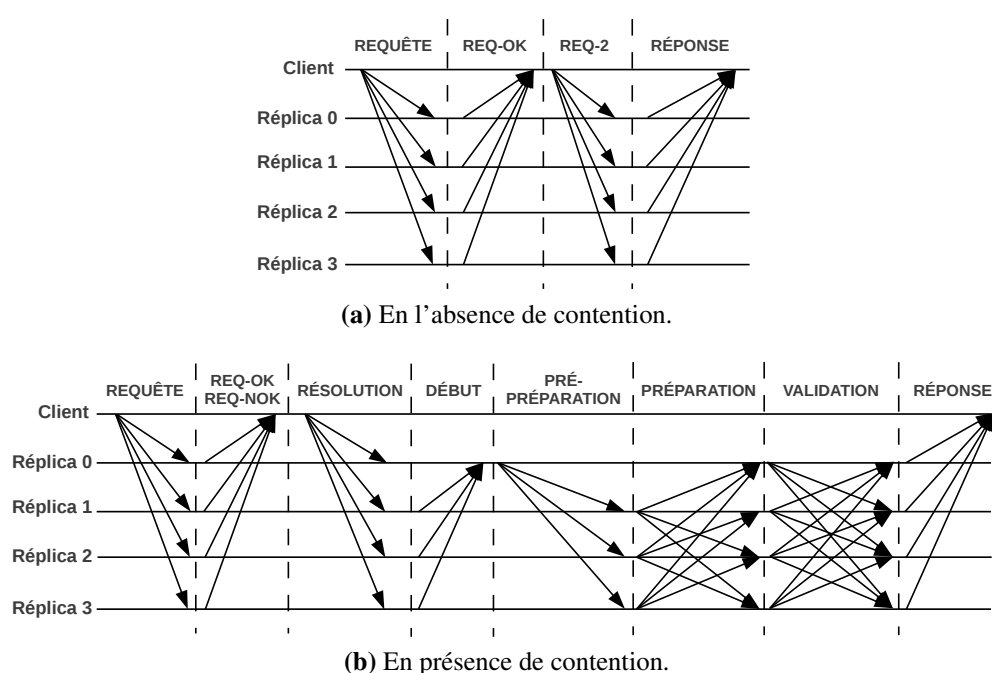 REQUÊTE REQ-OK REQ-2 RÉPONSE
Client
Réplica 0
Réplica 1
Réplica 2
Réplica 3
(a) En l'absence de contention.
REQUÊTE REQ-OK REQ-NOK RÉSOLUTION DÉBUT PRÉ-PRÉPARATION PRÉPARATION VALIDATION RÉPONSE
Client
Réplica 0
Réplica 1
Réplica 2
Réplica 3
(b) En présence de contention.